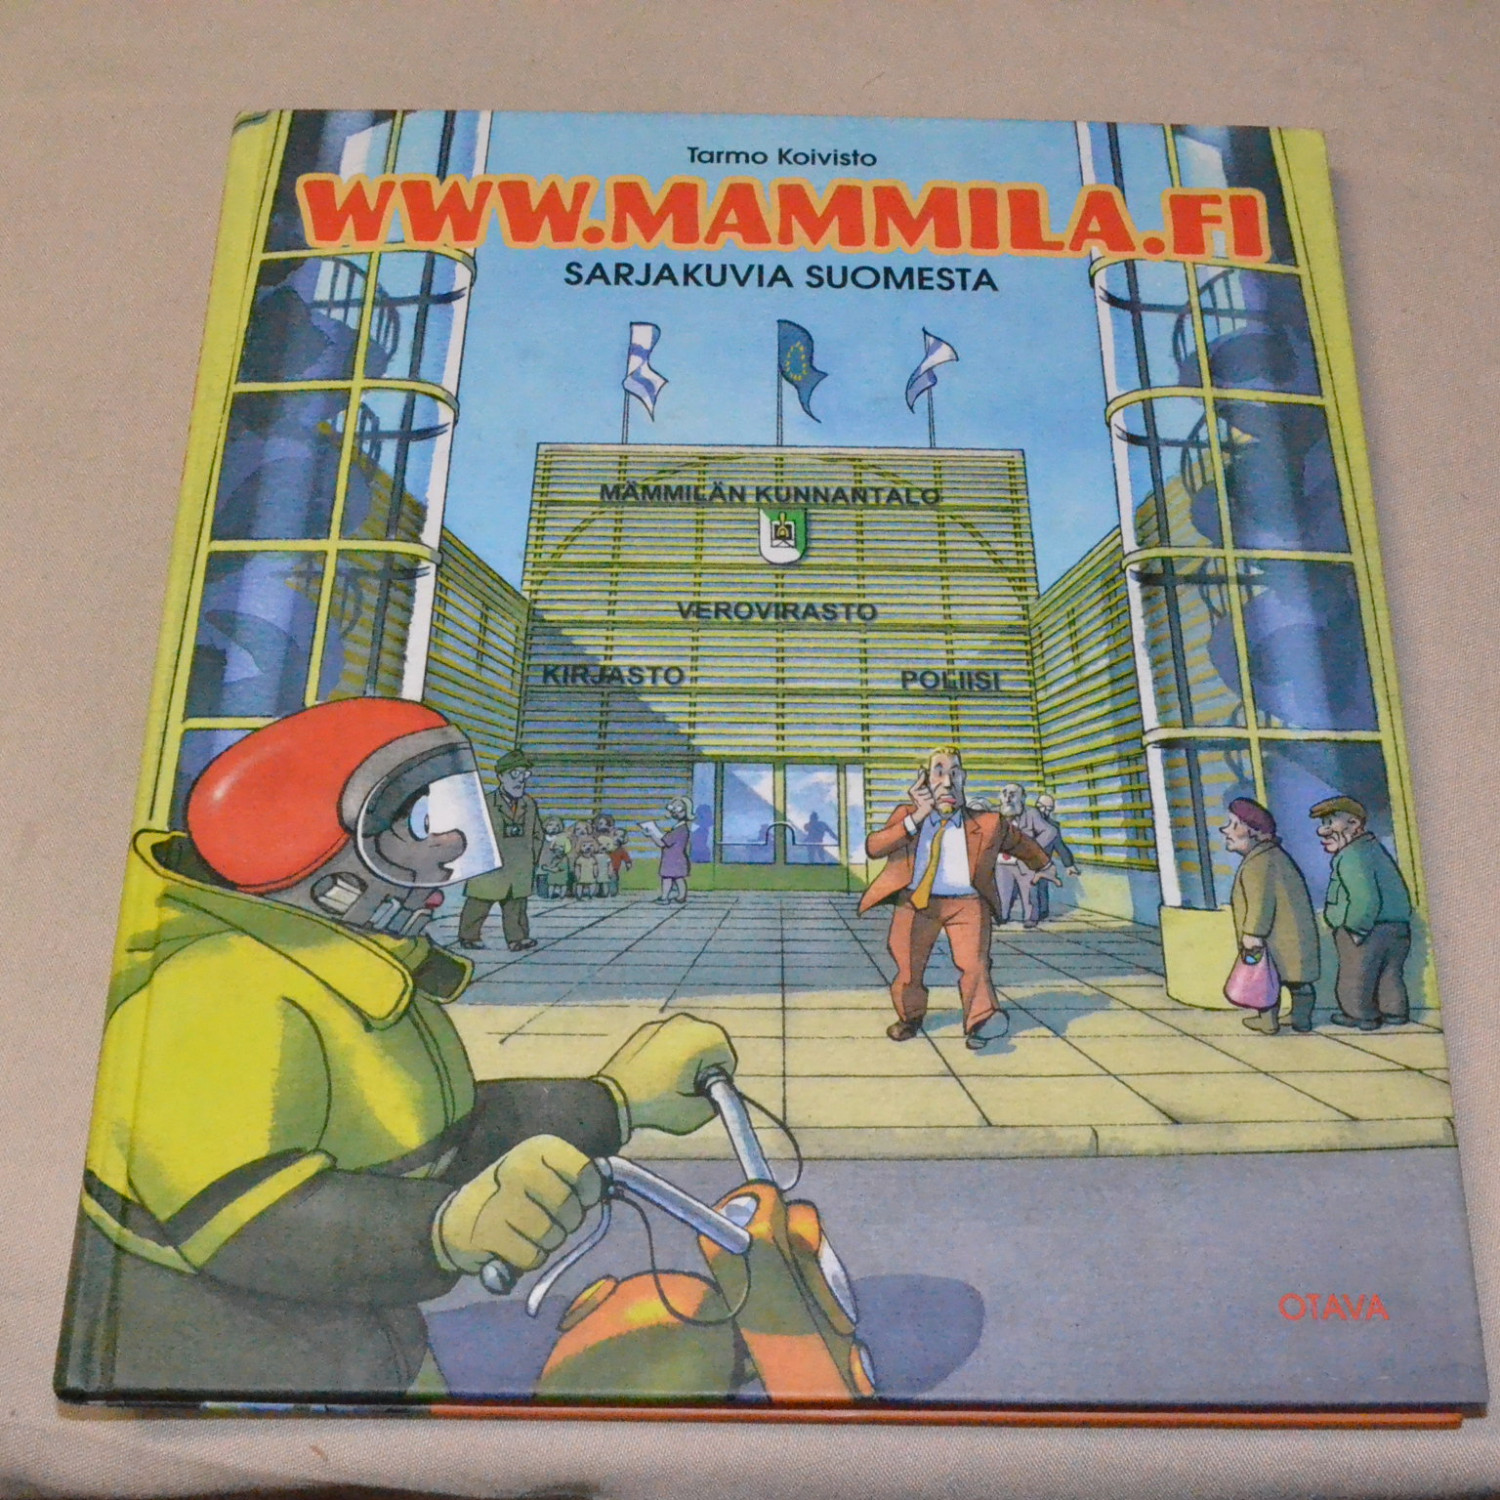 Tarmo Koivisto
WWW.MAMMILA.FI
SARJAKUVIA SUOMESTA
MÄMMILÄN KUNNANTALO
VEROVIRASTO
KIRJASTO
POLIISI
OTAVA